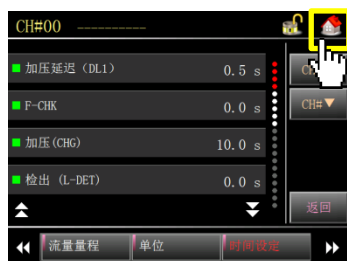 CH#00 ----------
加压延迟 (DL1) 0.5 s
F-CHK 0.0 s
CH#▼
加压(CHG) 10.0 s
检出 (L-DET) 0.0 s
返回
流量量程 单位 时间设定